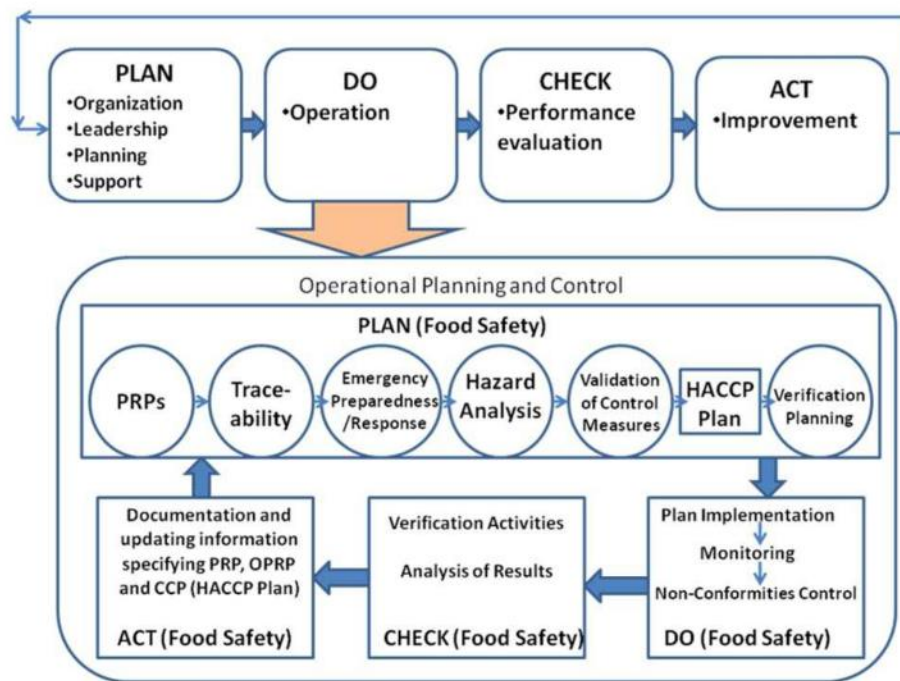 PLAN
•Organization
•Leadership
•Planning
•Support
DO
•Operation
CHECK
•Performance
evaluation
ACT
•Improvement
Operational Planning and Control
PLAN (Food Safety)
PRPs
Trace-
ability
Emergency
Preparedness
/Response
Hazard
Analysis
Validation
of Control
Measures
HACCP
Plan
Verification
Planning
Documentation and
updating information
specifying PRP, OPRP
and CCP (HACCP Plan)
ACT (Food Safety)
Verification Activities
Analysis of Results
CHECK (Food Safety)
Plan Implementation
Monitoring
Non-Conformities Control
DO (Food Safety)